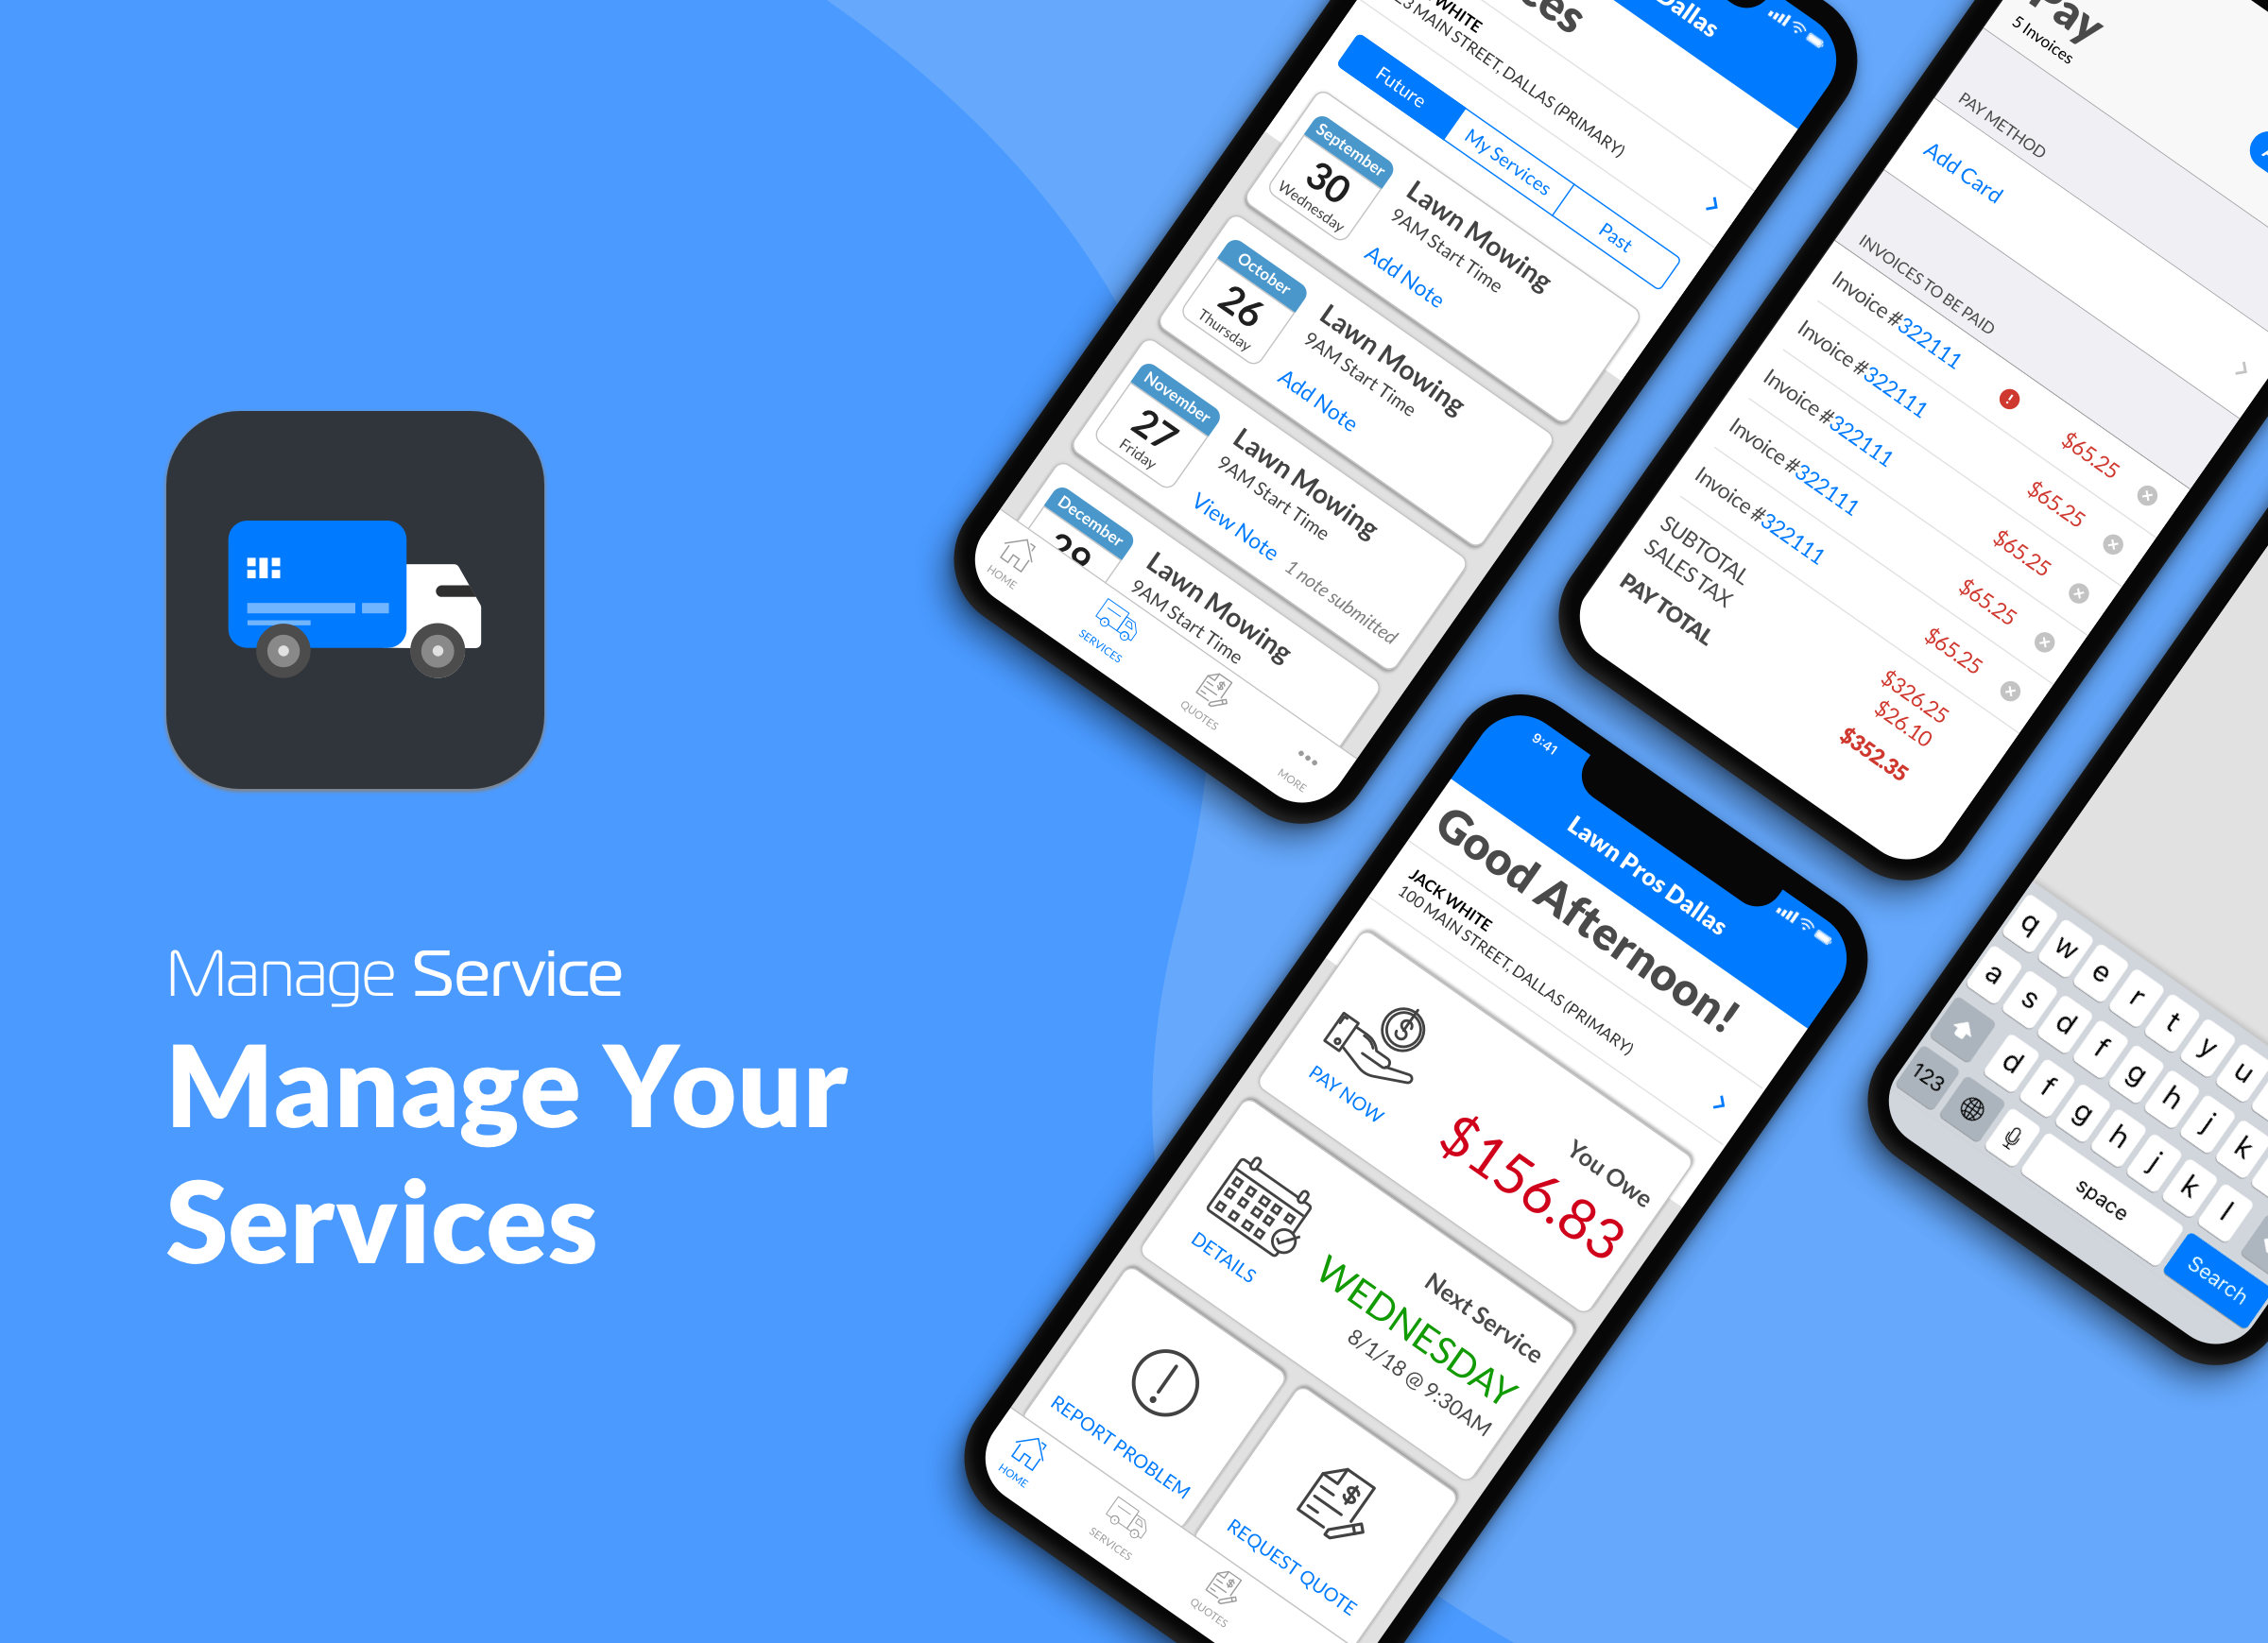 Manage Service
Manage Your
Services
Dallas
WHITE
MAIN STREET, DALLAS (PRIMARY)
Future
My Services
Past
September
30
Wednesday
Lawn Mowing
9AM Start Time
Add Note
October
26
Thursday
Lawn Mowing
9AM Start Time
Add Note
November
27
Friday
Lawn Mowing
9AM Start Time
View Note
1 note submitted
December
Lawn Mowing
9AM Start Time
HOME
SERVICES
QUOTES
MORE
Pay
5 Invoices
PAY METHOD
Add Card
INVOICES TO BE PAID
Invoice #322111 $65.25
Invoice #322111 $65.25
Invoice #322111 $65.25
Invoice #322111 $65.25
Invoice #322111 $65.25
SUBTOTAL $326.25
SALES TAX $26.10
PAY TOTAL $352.35
9:41
Lawn Pros Dallas
Good Afternoon!
JACK WHITE
100 MAIN STREET, DALLAS (PRIMARY)
PAY NOW
You Owe
$156.83
DETAILS
Next Service
WEDNESDAY
8/1/18 @ 9:30AM
REPORT PROBLEM
REQUEST QUOTE
HOME
SERVICES
QUOTES
q w e r t y u
a s d f g h j k
d f g h j k l
123
space
Search